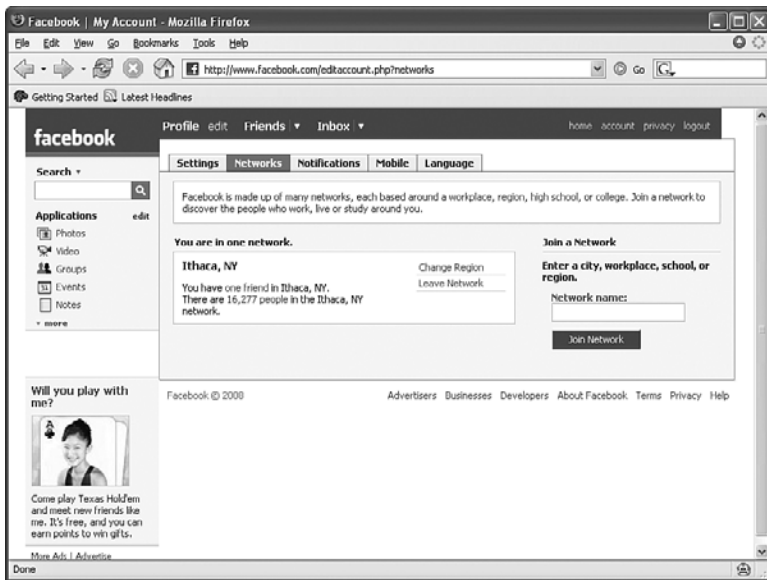 Facebook | My Account - Mozilla Firefox
File Edit View Go Bookmarks Tools Help
http://www.facebook.com/editaccount.php?networks
Go
G
Getting Started Latest Headlines
facebook
Profile edit Friends Inbox
home account privacy logout
Search
Applications edit
Photos
Video
Groups
31 Events
Notes
more
Settings Networks Notifications Mobile Language
Facebook is made up of many networks, each based around a workplace, region, high school, or college. Join a network to
discover the people who work, live or study around you.
You are in one network.
Ithaca, NY
You have one friend in Ithaca, NY.
There are 16,277 people in the Ithaca, NY
network.
Change Region
Leave Network
Join a Network
Enter a city, workplace, school, or
region.
Network name:
Join Network
Facebook © 2008
Advertisers Businesses Developers About Facebook Terms Privacy Help
Will you play with
me?
A
Come play Texas Hold'em
and meet new friends like
me. It's free, and you can
earn points to win gifts.
More Ads | Advertise
Done